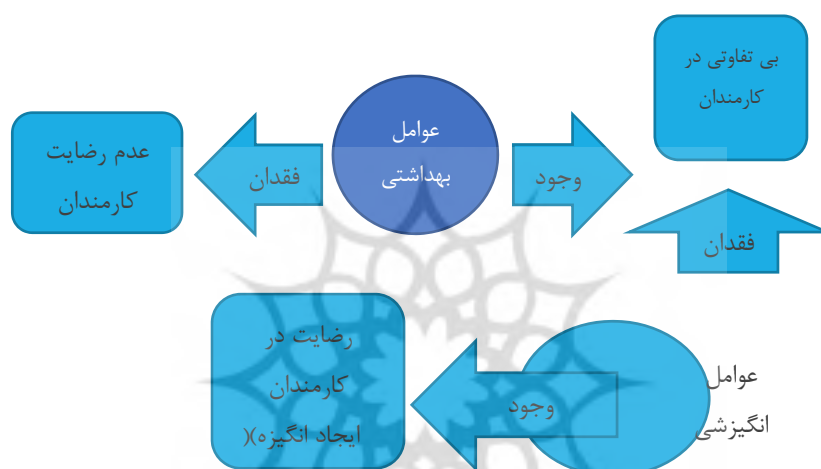 بی تفاوتی در
کارمندان
عوامل
بهداشتی
وجود
فقدان
عدم رضایت
کارمندان
فقدان
رضایت در
کارمندان
ایجاد انگیزه)(
وجود
عوامل
انگیزشی